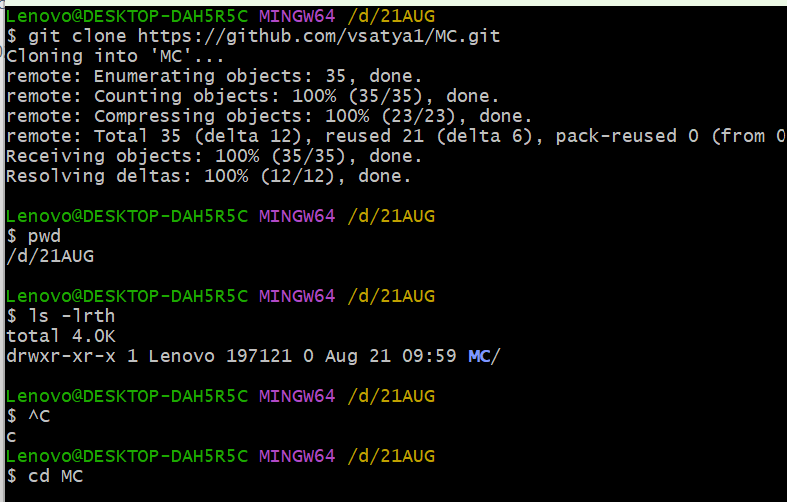 Lenovo@DESKTOP-DAH5R5C MINGW64 /d/21AUG
$ git clone https://github.com/vsatya1/MC.git
Cloning into 'MC'...
remote: Enumerating objects: 35, done.
remote: Counting objects: 100% (35/35), done.
remote: Compressing objects: 100% (23/23), done.
remote: Total 35 (delta 12), reused 21 (delta 6), pack-reused 0 (from 0
Receiving objects: 100% (35/35), done.
Resolving deltas: 100% (12/12), done.
Lenovo@DESKTOP-DAH5R5C MINGW64 /d/21AUG
$ pwd
/d/21AUG
Lenovo@DESKTOP-DAH5R5C MINGW64 /d/21AUG
$ ls -lrth
total 4.0K
drwxr-xr-x 1 Lenovo 197121 0 Aug 21 09:59 MC/
Lenovo@DESKTOP-DAH5R5C MINGW64 /d/21AUG
$ ^C
c
Lenovo@DESKTOP-DAH5R5C MINGW64 /d/21AUG
$ cd MC